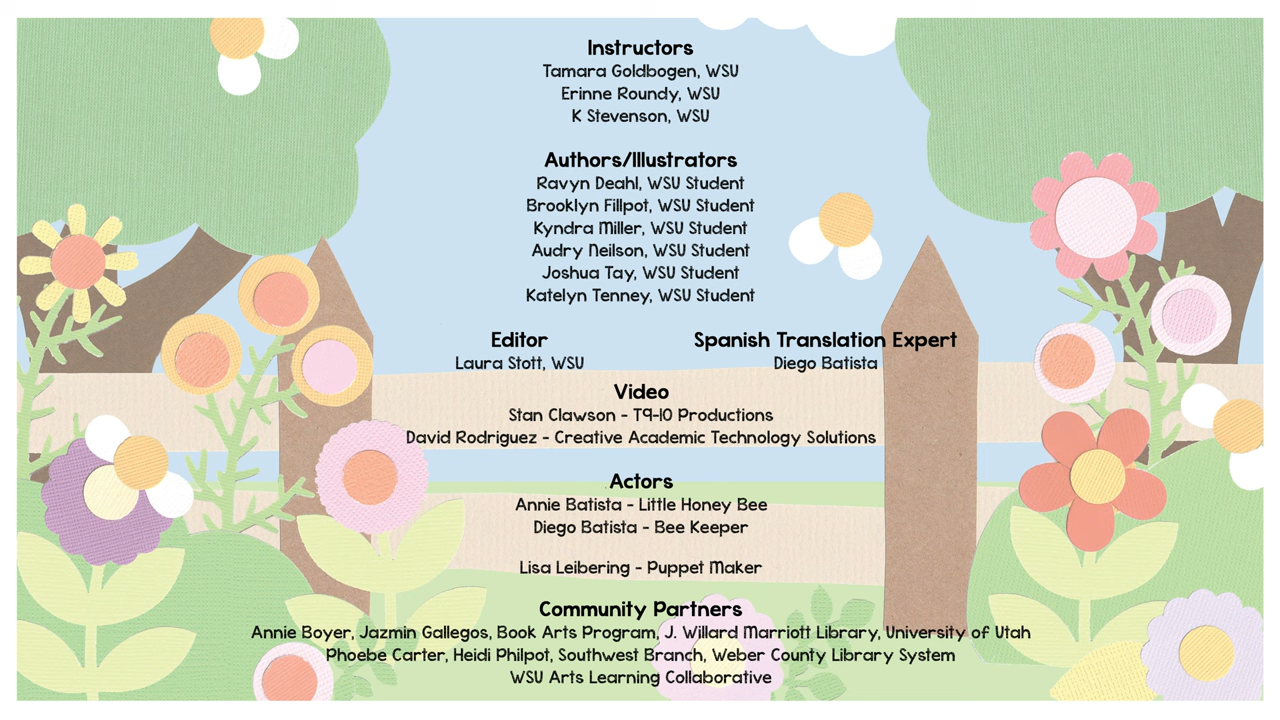 Instructors
Tamara Goldbogen, WSU
Erinne Roundy, WSU
K Stevenson, WSU
Authors/Illustrators
Ravyn Deahl, WSU Student
Brooklyn Fillpot, WSU Student
Kyndra Miller, WSU Student
Audry Neilson, WSU Student
Joshua Tay, WSU Student
Katelyn Tenney, WSU Student
Editor
Laura Stott, WSU
Spanish Translation Expert
Diego Batista
Video
Stan Clawson - T9-10 Productions
David Rodriguez - Creative Academic Technology Solutions
Actors
Annie Batista - Little Honey Bee
Diego Batista - Bee Keeper
Lisa Leibering - Puppet Maker
Community Partners
Annie Boyer, Jazmin Gallegos, Book Arts Program, J. Willard Marriott Library, University of Utah
Phoebe Carter, Heidi Philpot, Southwest Branch, Weber County Library System
WSU Arts Learning Collaborative